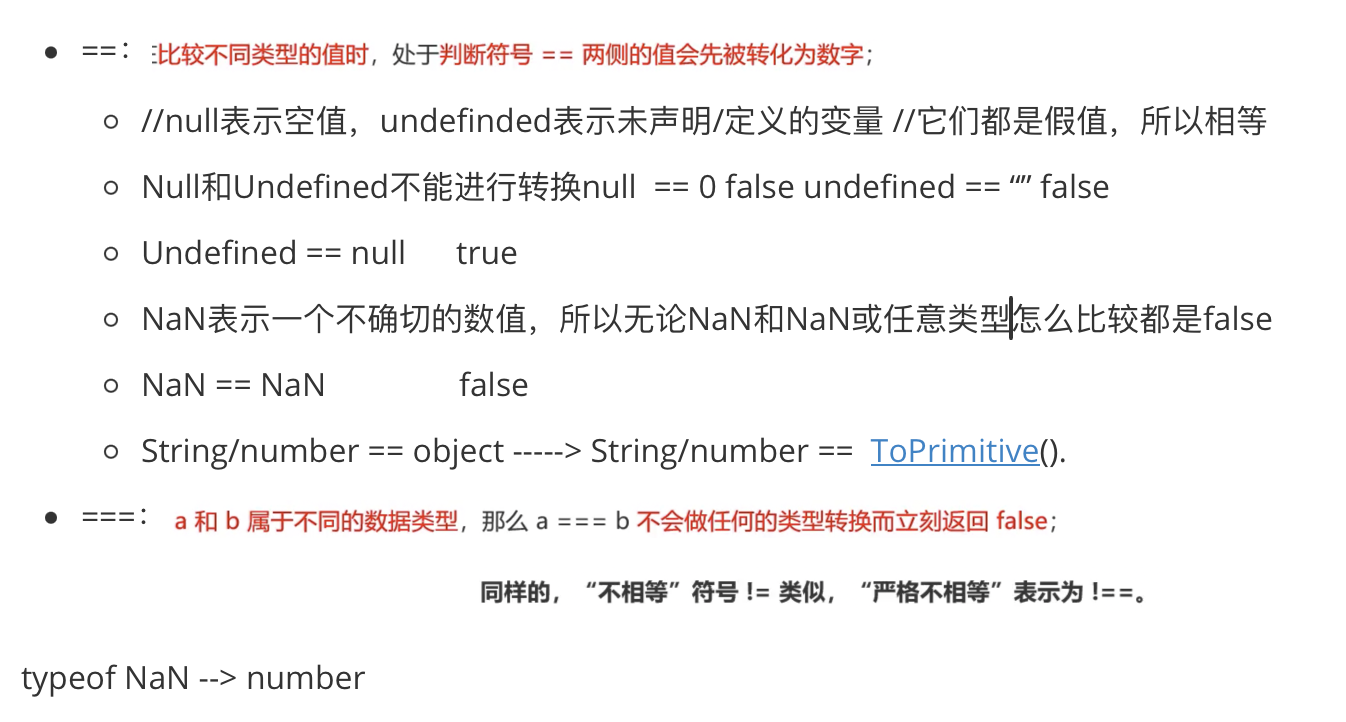 ==： 比较不同类型的值时，处于判断符号 == 两侧的值会先被转化为数字；
//null表示空值，undefinded表示未声明/定义的变量 //它们都是假值，所以相等
Null和Undefined不能进行转换null == 0 false undefined == “” false
Undefined == null true
NaN表示一个不确切的数值，所以无论NaN和NaN或任意类型怎么比较都是false
NaN == NaN false
String/number == object -----> String/number == ToPrimitive().
===： a 和 b 属于不同的数据类型，那么 a === b 不会做任何的类型转换而立刻返回 false；
同样的，“不相等”符号 != 类似，“严格不相等”表示为 !==。
typeof NaN --> number